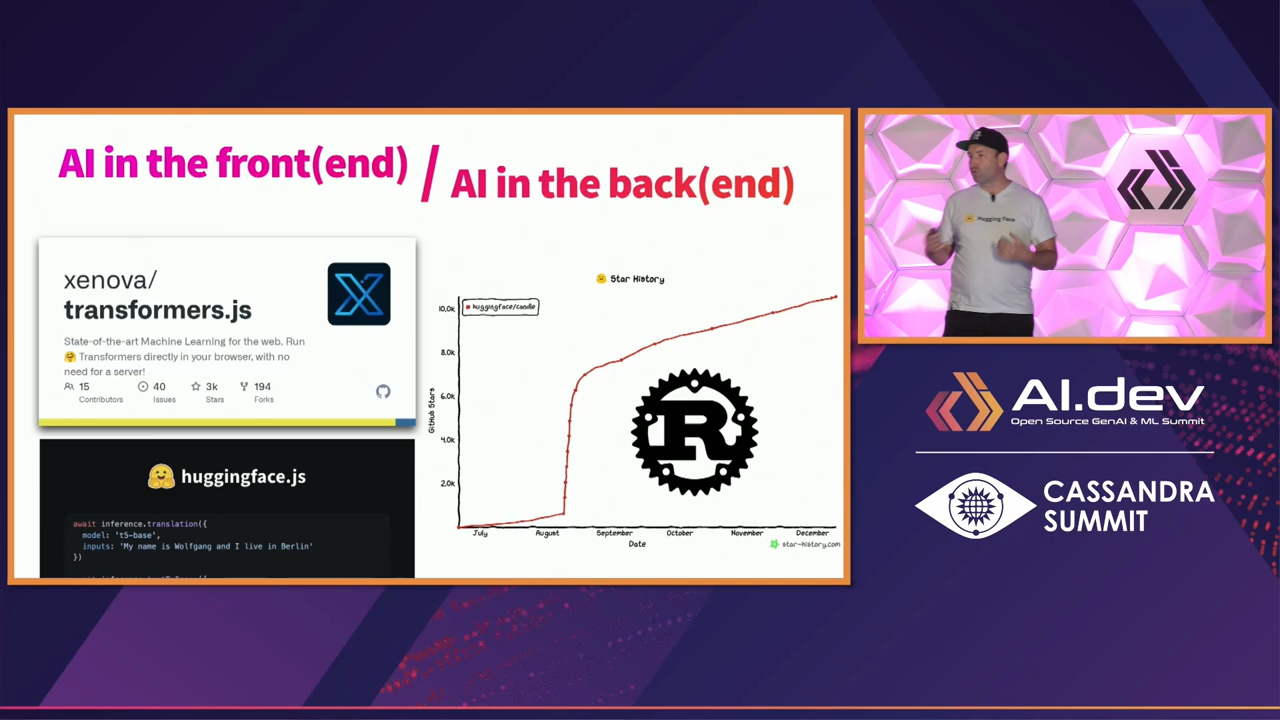 AI in the front(end) / AI in the back(end)
xenova/
transformers.js
State-of-the-art Machine Learning for the web. Run
🤗 Transformers directly in your browser, with no
need for a server!
15
Contributors
40
Issues
3k
Stars
194
Forks
huggingface.js
await inference.translation({
model: 't5-base',
inputs: 'My name is Wolfgang and I live in Berlin'
})
Star History
huggingface/candle
10.0k
8.0k
6.0k
4.0k
2.0k
GitHub Stars
July
August
September
October
November
December
Date
star-history.com
R
Hugging Face
AI.dev
Open Source GenAI & ML Summit
CASSANDRA
SUMMIT